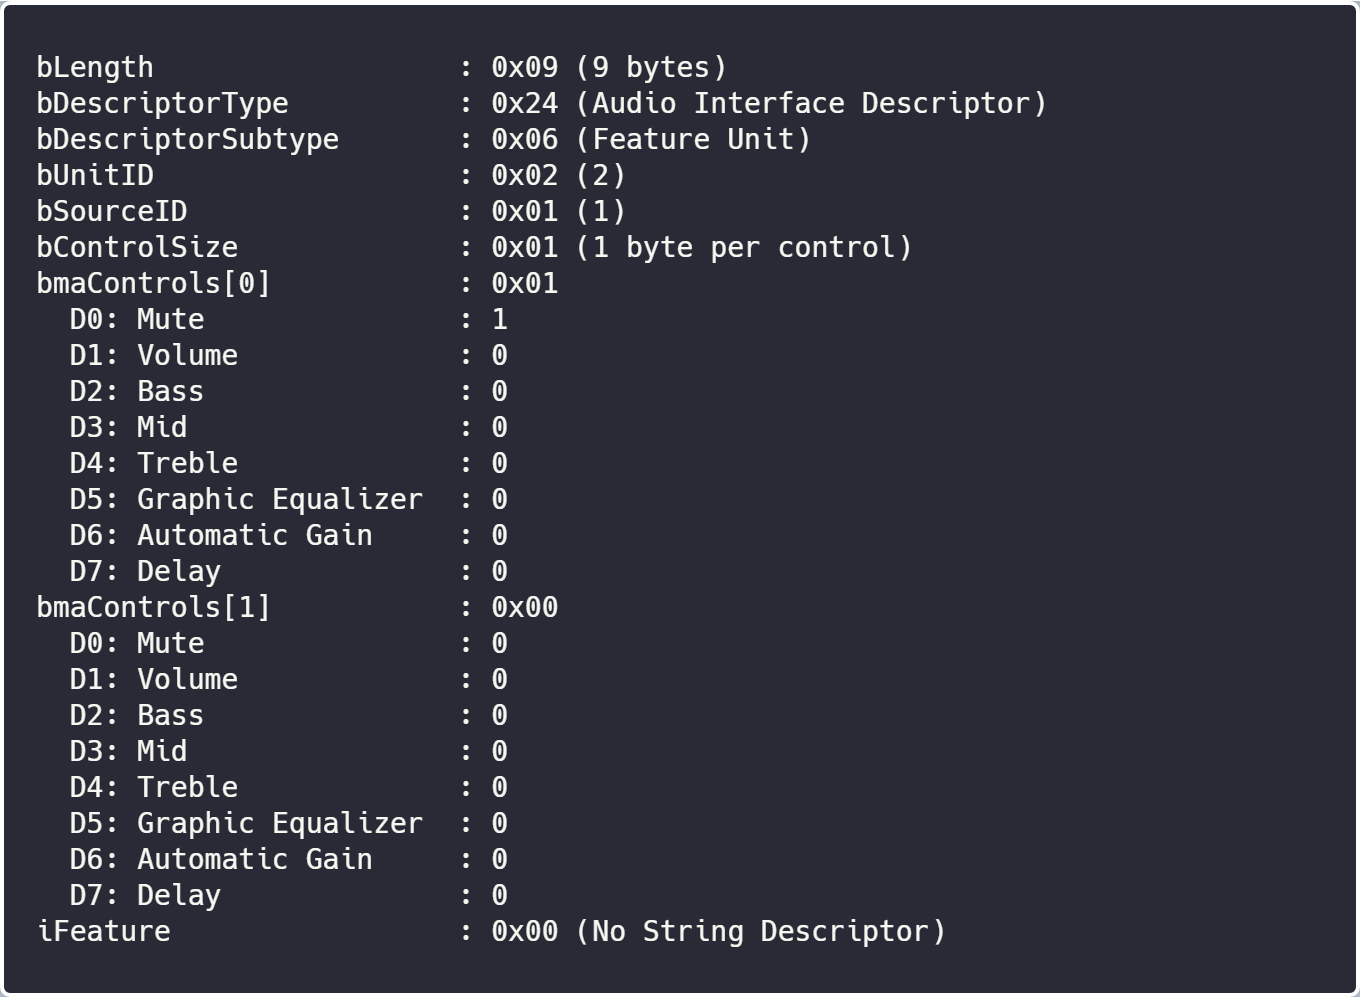 bLength                  : 0x09 (9 bytes)
bDescriptorType          : 0x24 (Audio Interface Descriptor)
bDescriptorSubtype       : 0x06 (Feature Unit)
bUnitID                  : 0x02 (2)
bSourceID                : 0x01 (1)
bControlSize             : 0x01 (1 byte per control)
bmaControls[0]           : 0x01
  D0: Mute               : 1
  D1: Volume             : 0
  D2: Bass               : 0
  D3: Mid                : 0
  D4: Treble             : 0
  D5: Graphic Equalizer  : 0
  D6: Automatic Gain     : 0
  D7: Delay              : 0
bmaControls[1]           : 0x00
  D0: Mute               : 0
  D1: Volume             : 0
  D2: Bass               : 0
  D3: Mid                : 0
  D4: Treble             : 0
  D5: Graphic Equalizer  : 0
  D6: Automatic Gain     : 0
  D7: Delay              : 0
iFeature                 : 0x00 (No String Descriptor)